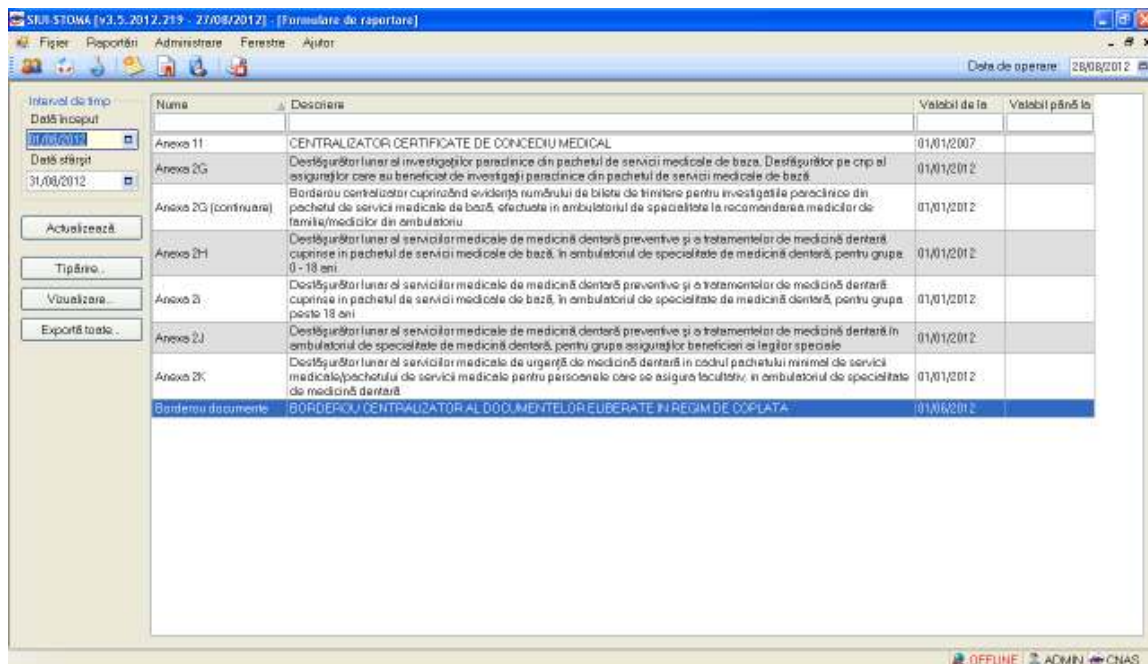 SIUI-STOMA [v3.5.2012.219 - 27/08/2012] - [Formulare de raportare]
Fişier Raportări Administrare Ferestre Ajutor
Data de operare: 28/08/2012
Interval de timp
Dată început
01/08/2012
Dată sfârşit
31/08/2012
Actualizează
Tipărire...
Vizualizare...
Exportă toate...
Nume Descriere Valabil de la Valabil până la
Anexa 11 CENTRALIZATOR CERTIFICATE DE CONCEDIU MEDICAL 01/01/2007
Anexa 2G Desfăşurător lunar al investigaţiilor paraclinice din pachetul de servicii medicale de baza. Desfăşurător pe cnp al
asiguraţilor care au beneficiat de investigaţii paraclinice din pachetul de servicii medicale de bază 01/01/2012
Anexa 2G (continuare) Borderou centralizator cuprinzând evidenţa numărului de bilete de trimitere pentru investigatiile paraclinice din
pachetul de servicii medicale de bază, efectuate in ambulatoriul de specialitate la recomandarea medicilor de
familie/medicilor din ambulatoriu 01/01/2012
Anexa 2H Desfăşurător lunar al serviciilor medicale de medicină dentară preventive şi a tratamentelor de medicină dentară
cuprinse in pachetul de servicii medicale de bază, în ambulatoriul de specialitate de medicină dentară, pentru grupa
0 - 18 ani 01/01/2012
Anexa 2i Desfăşurător lunar al serviciilor medicale de medicină dentară preventive şi a tratamentelor de medicină dentară
cuprinse in pachetul de servicii medicale de bază, în ambulatoriul de specialitate de medicină dentară, pentru grupa
peste 18 ani 01/01/2012
Anexa 2J Desfăşurător lunar al serviciilor medicale de medicină dentară preventive şi a tratamentelor de medicină dentară în
ambulatoriul de specialitate de medicină dentară, pentru grupa asiguraţilor beneficiari ai legilor speciale 01/01/2012
Anexa 2K Desfăşurător lunar al serviciilor medicale de urgenţă de medicină dentară in cadrul pachetului minimal de servicii
medicale/pachetului de servicii medicale pentru persoanele care se asigura facultativ, in ambulatoriul de specialitate
de medicină dentară 01/01/2012
Borderou documente BORDEROU CENTRALIZATOR AL DOCUMENTELOR ELIBERATE IN REGIM DE COPLATA 01/06/2012
OFFLINE ADMIN CNAS